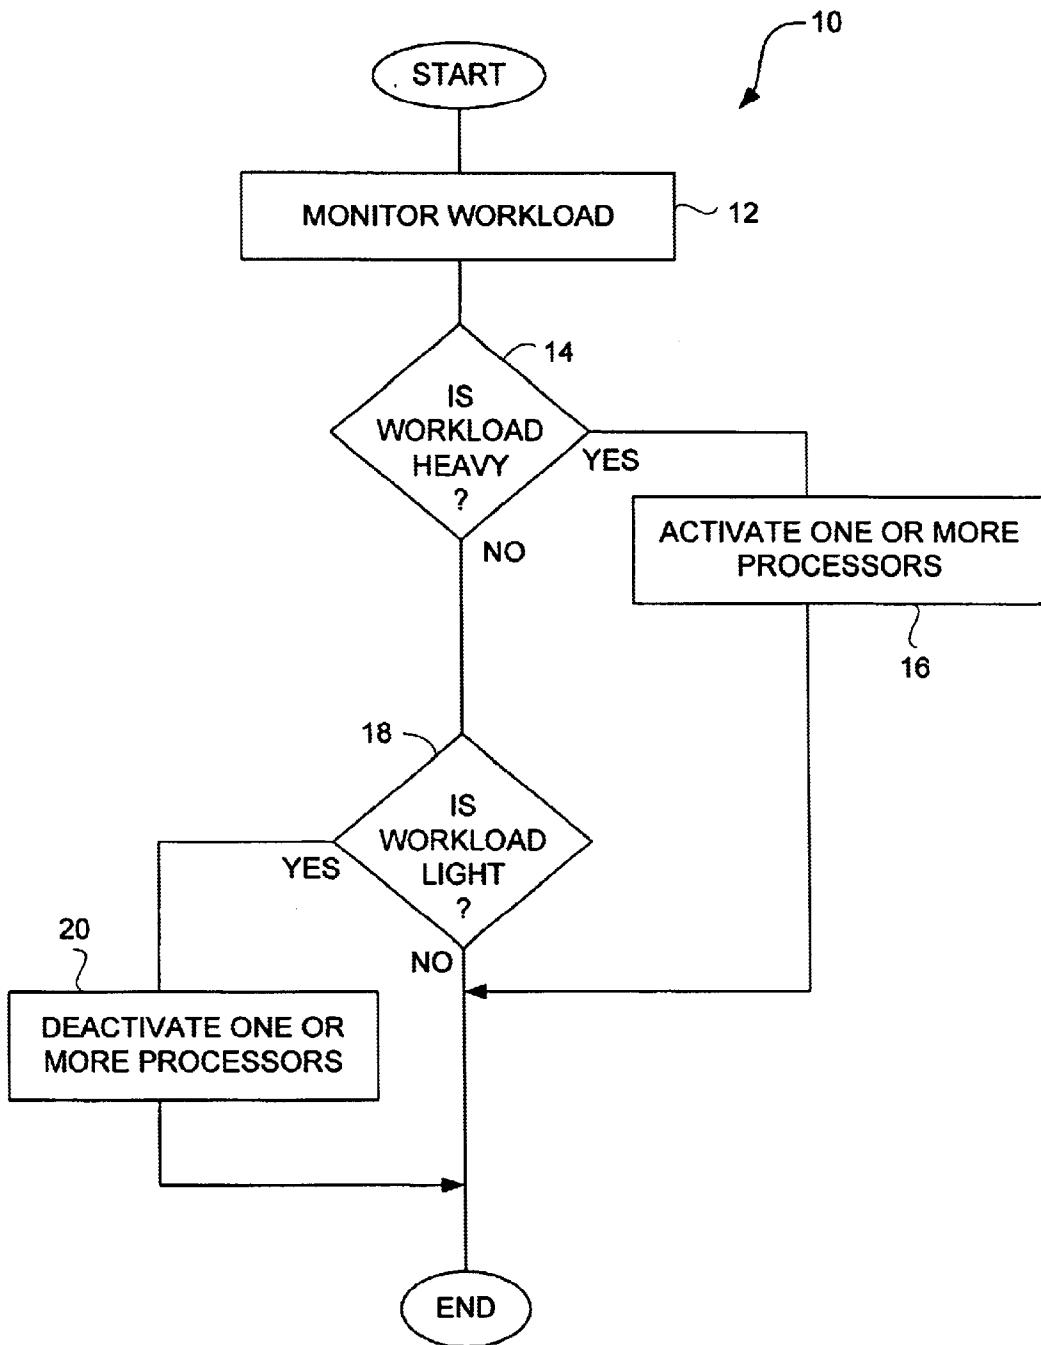 10
START
MONITOR WORKLOAD
12
14
IS
WORKLOAD
HEAVY
?
YES
NO
ACTIVATE ONE OR MORE
PROCESSORS
16
18
IS
WORKLOAD
LIGHT
?
YES
NO
20
DEACTIVATE ONE OR
MORE PROCESSORS
END